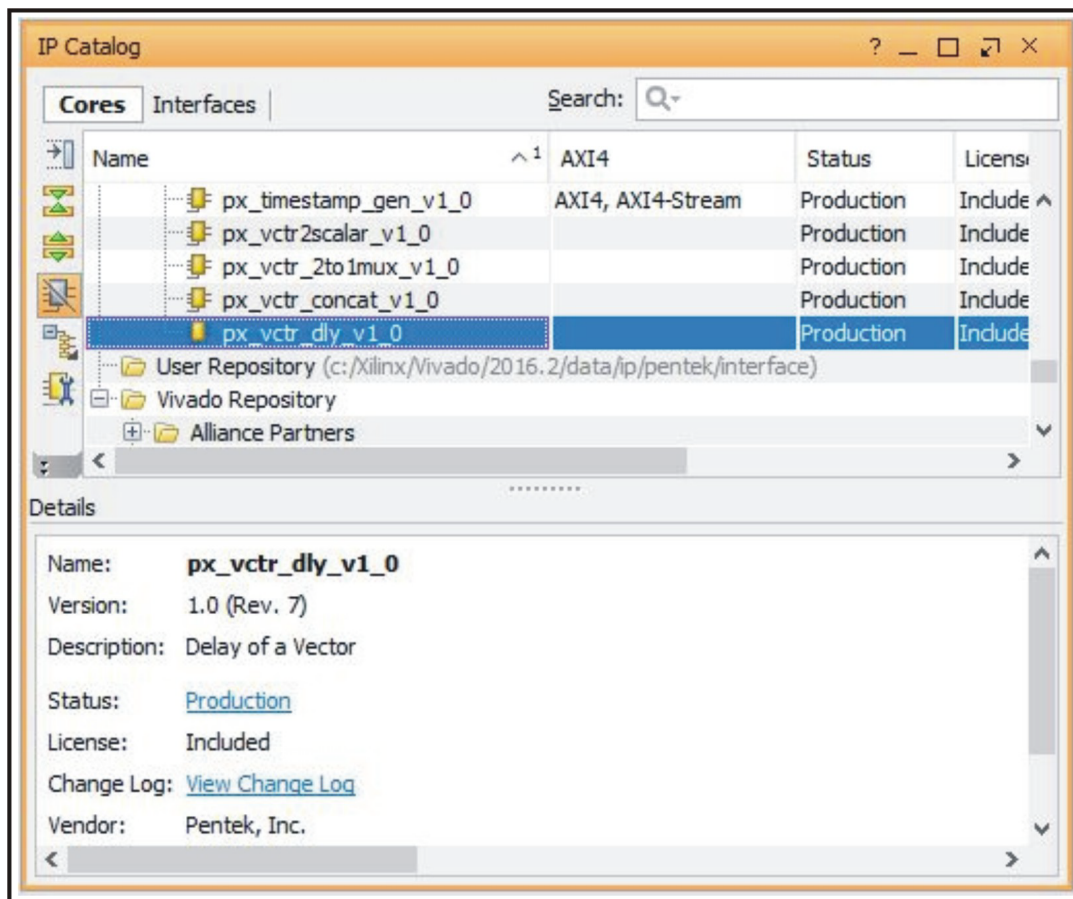 IP Catalog
Cores Interfaces Search:
Name 1 AXI4 Status License
px_timestamp_gen_v1_0 AXI4, AXI4-Stream Production Include
px_vctr2scalar_v1_0 Production Include
px_vctr_2to1mux_v1_0 Production Include
px_vctr_concat_v1_0 Production Include
px_vctr_dly_v1_0 Production Include
User Repository (c:/Xilinx/Vivado/2016.2/data/ip/pentek/interface)
Vivado Repository
Alliance Partners
Details
Name: px_vctr_dly_v1_0
Version: 1.0 (Rev. 7)
Description: Delay of a Vector
Status: Production
License: Included
Change Log: View Change Log
Vendor: Pentek, Inc.